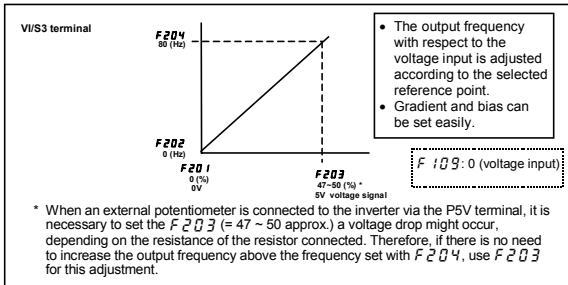 VI/S3 terminal
F204
80 (Hz)
F202
0 (Hz)
F201
0 (%)
0V
F203
47~50 (%) *
5V voltage signal
• The output frequency
with respect to the
voltage input is adjusted
according to the selected
reference point.
• Gradient and bias can
be set easily.
F109: 0 (voltage input)
* When an external potentiometer is connected to the inverter via the P5V terminal, it is
necessary to set the F203 (= 47 ~ 50 approx.) a voltage drop might occur,
depending on the resistance of the resistor connected. Therefore, if there is no need
to increase the output frequency above the frequency set with F204, use F203
for this adjustment.